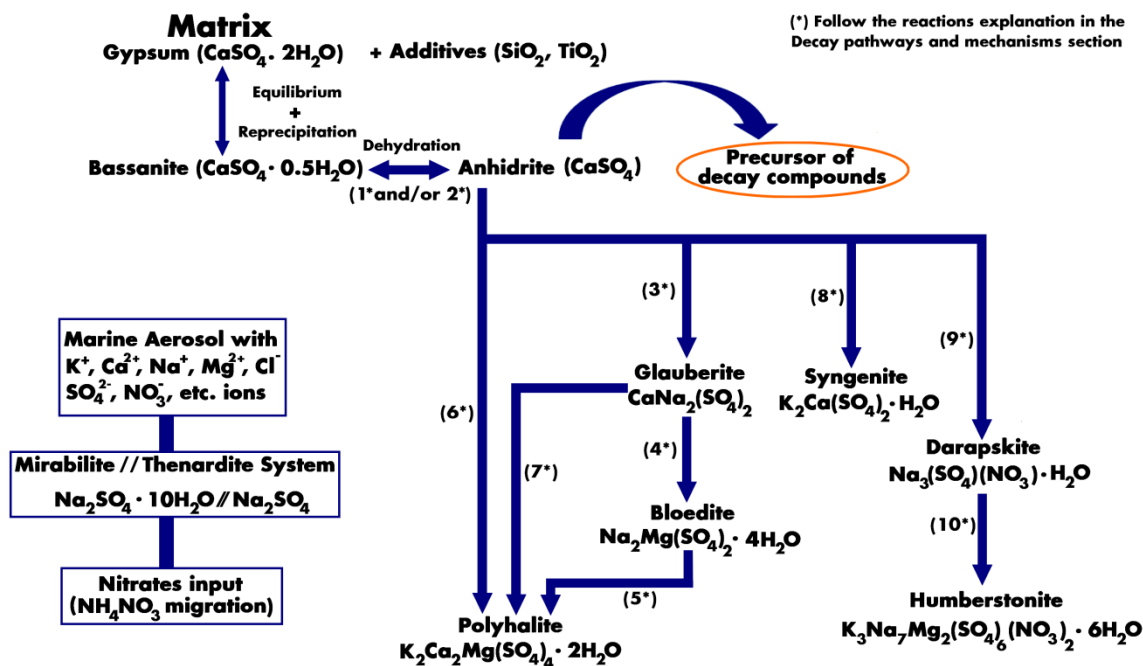 Matrix
Gypsum (CaSO₄. 2H₂O) + Additives (SiO₂, TiO₂)
(*) Follow the reactions explanation in the
Decay pathways and mechanisms section
Equilibrium
+
Reprecipitation
Dehydration
Bassanite (CaSO₄· 0.5H₂O)
Anhidrite (CaSO₄)
(1*and/or 2*)
Precursor of
decay compounds
(3*)
(8*)
(9*)
Marine Aerosol with
K⁺, Ca²⁺, Na⁺, Mg²⁺, Cl⁻
SO₄²⁻, NO₃⁻, etc. ions
(6*)
Glauberite
CaNa₂(SO₄)₂
Syngenite
K₂Ca(SO₄)₂·H₂O
(7*)
(4*)
Darapskite
Na₃(SO₄)(NO₃)·H₂O
Mirabilite // Thenardite System
Na₂SO₄· 10H₂O // Na₂SO₄
Bloedite
Na₂Mg(SO₄)₂· 4H₂O
(10*)
Nitrates input
(NH₄NO₃ migration)
(5*)
Polyhalite
K₂Ca₂Mg(SO₄)₄· 2H₂O
Humberstonite
K₃Na₇Mg₂(SO₄)₆(NO₃)₂· 6H₂O